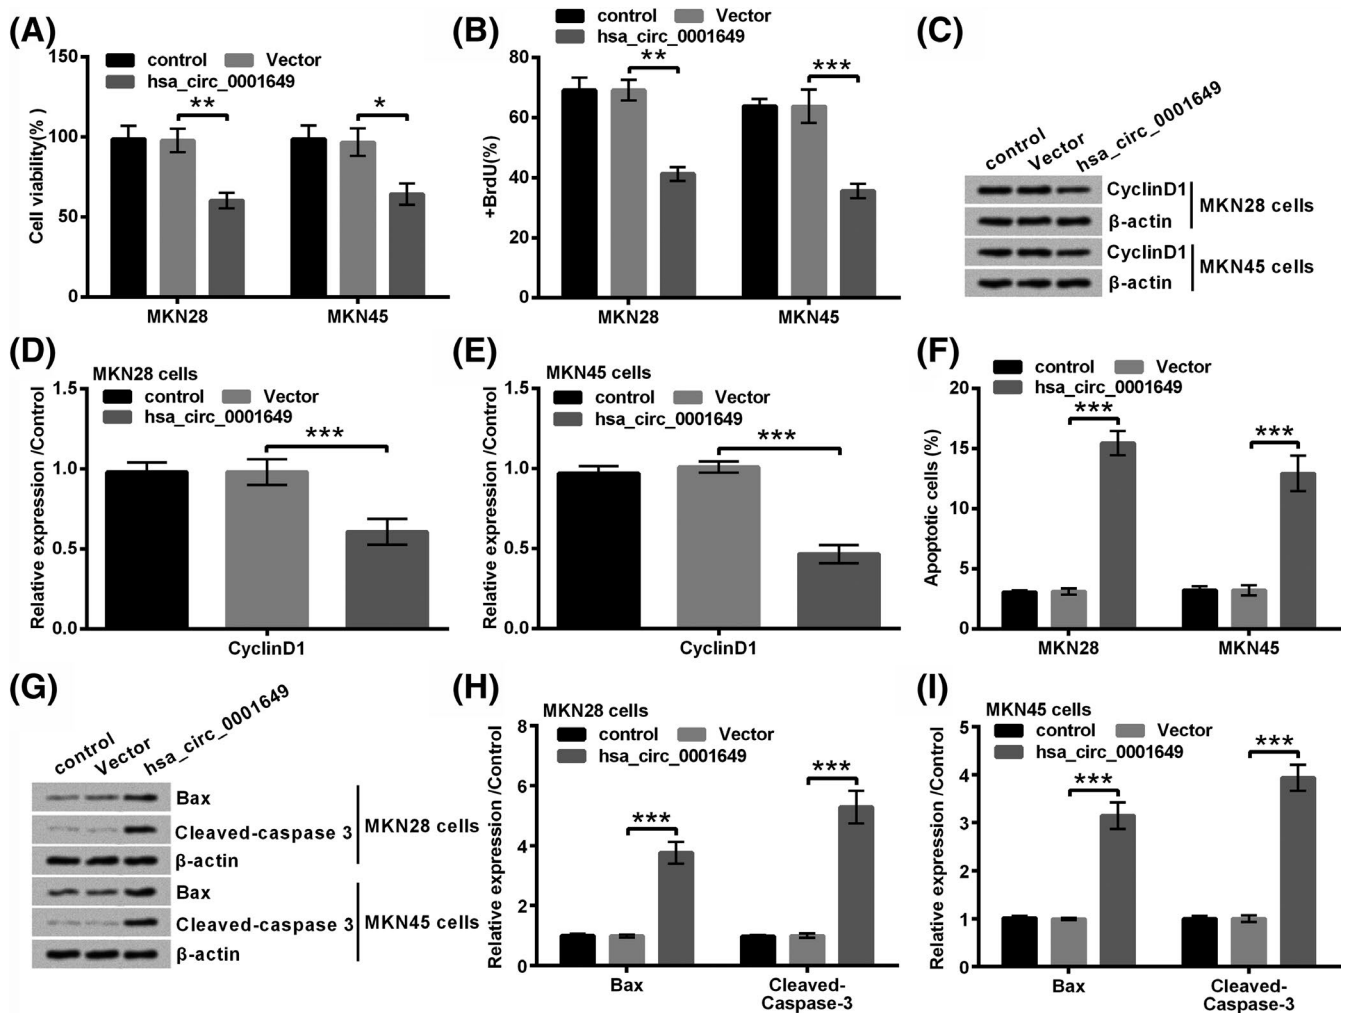 (A)
control Vector
hsa_circ_0001649
Cell viability(% )
150
100
50
0
**
*
MKN28 MKN45
(B)
control Vector
hsa_circ_0001649
+BrdU(%)
80
60
40
20
0
**
***
MKN28 MKN45
(C)
control Vector hsa_circ_0001649
CyclinD1
β-actin
MKN28 cells
CyclinD1
β-actin
MKN45 cells
(D)
MKN28 cells
control Vector
hsa_circ_0001649
Relative expression /Control
1.5
1.0
0.5
0.0
***
CyclinD1
(E)
MKN45 cells
control Vector
hsa_circ_0001649
Relative expression /Control
1.5
1.0
0.5
0.0
***
CyclinD1
(F)
control Vector
hsa_circ_0001649
Apoptotic cells (%)
20
15
10
5
0
***
***
MKN28 MKN45
(G)
control Vector hsa_circ_0001649
Bax
Cleaved-caspase 3
β-actin
MKN28 cells
Bax
Cleaved-caspase 3
β-actin
MKN45 cells
(H)
MKN28 cells
control Vector
hsa_circ_0001649
Relative expression /Control
8
6
4
2
0
***
***
Bax Cleaved-
Caspase-3
(I)
MKN45 cells
control Vector
hsa_circ_0001649
Relative expression /Control
5
4
3
2
1
0
***
***
Bax Cleaved-
Caspase-3